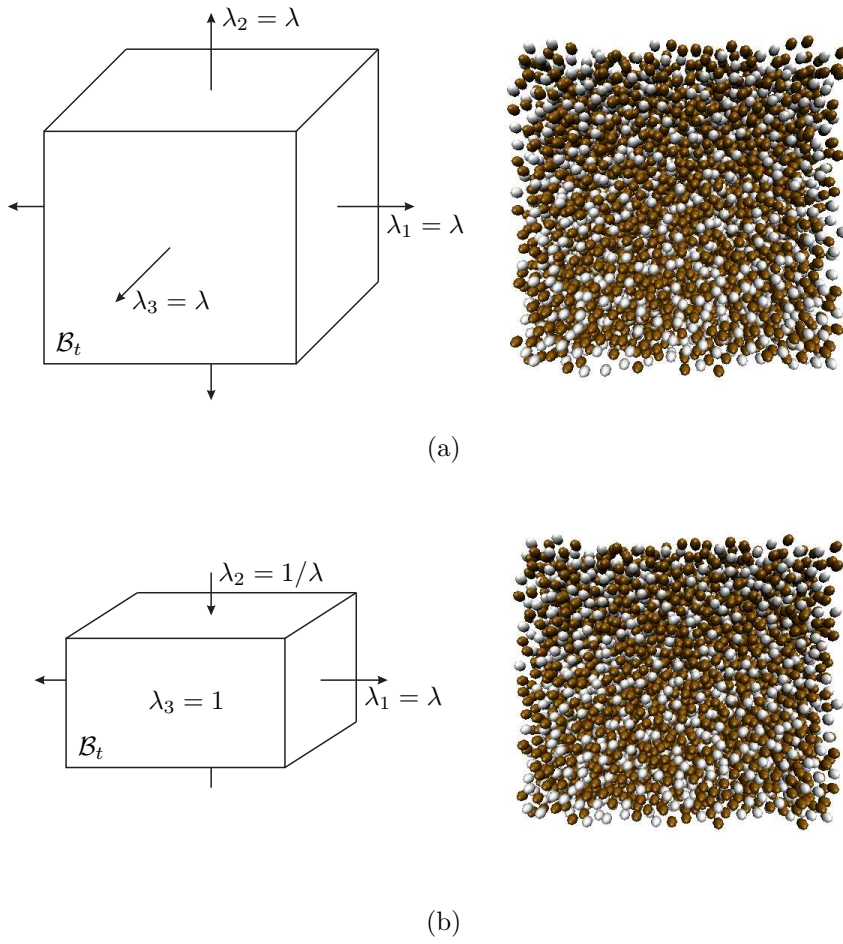 λ₂ = λ
λ₁ = λ
λ₃ = λ
ℬₜ
(a)
λ₂ = 1/λ
λ₃ = 1
λ₁ = λ
ℬₜ
(b)